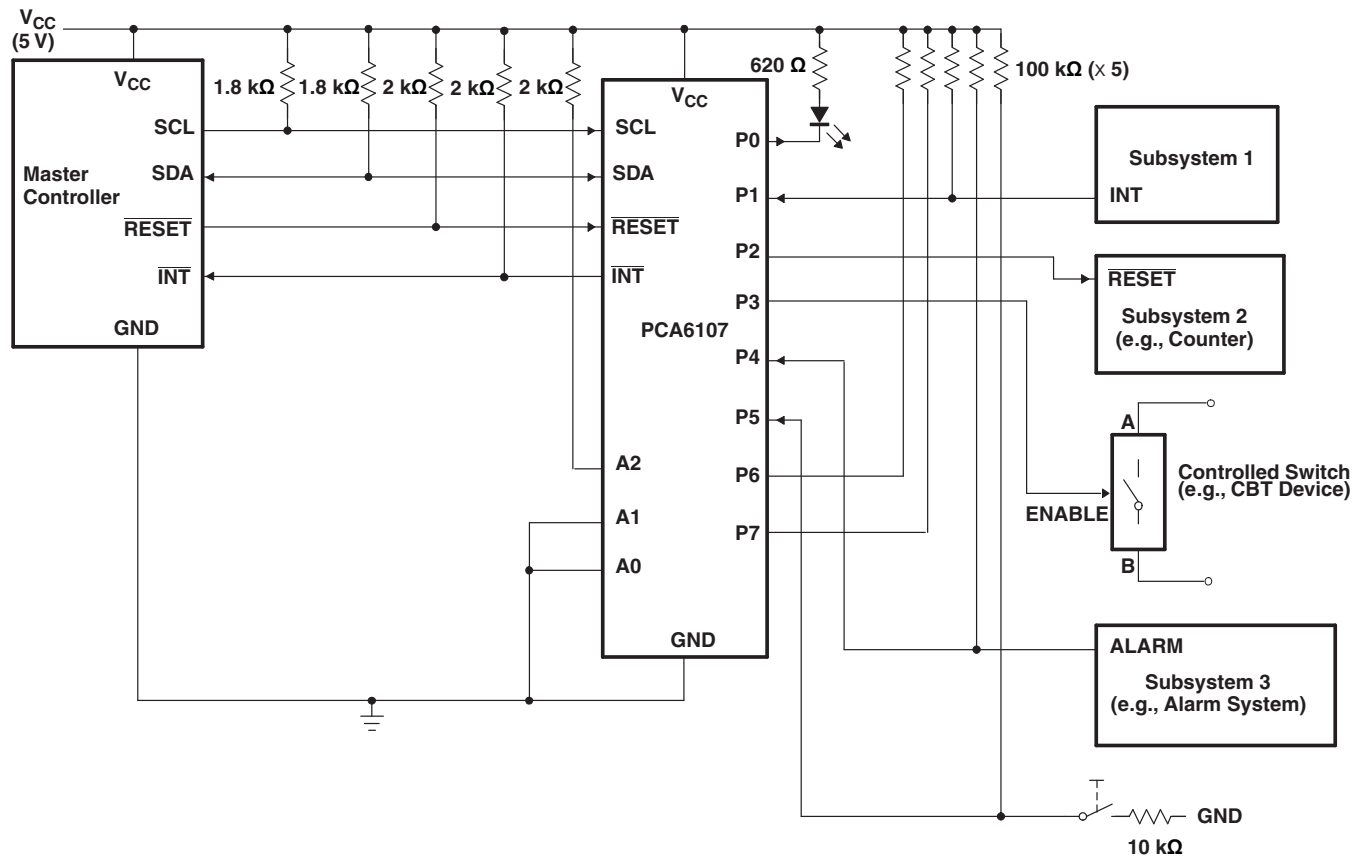 VCC
(5 V)
VCC
SCL
SDA
Master
Controller
RESET
INT
GND
1.8 kΩ
1.8 kΩ
2 kΩ
2 kΩ
2 kΩ
VCC
SCL
SDA
RESET
INT
PCA6107
A2
A1
A0
GND
P0
P1
P2
P3
P4
P5
P6
P7
620 Ω
100 kΩ (x 5)
Subsystem 1
INT
RESET
Subsystem 2
(e.g., Counter)
A
Controlled Switch
(e.g., CBT Device)
ENABLE
B
ALARM
Subsystem 3
(e.g., Alarm System)
GND
10 kΩ